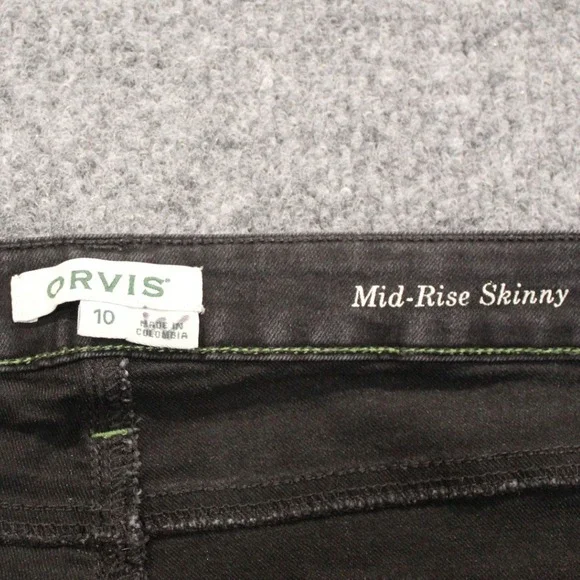 ORVIS®
10
MADE IN
COLOMBIA
Mid-Rise Skinny